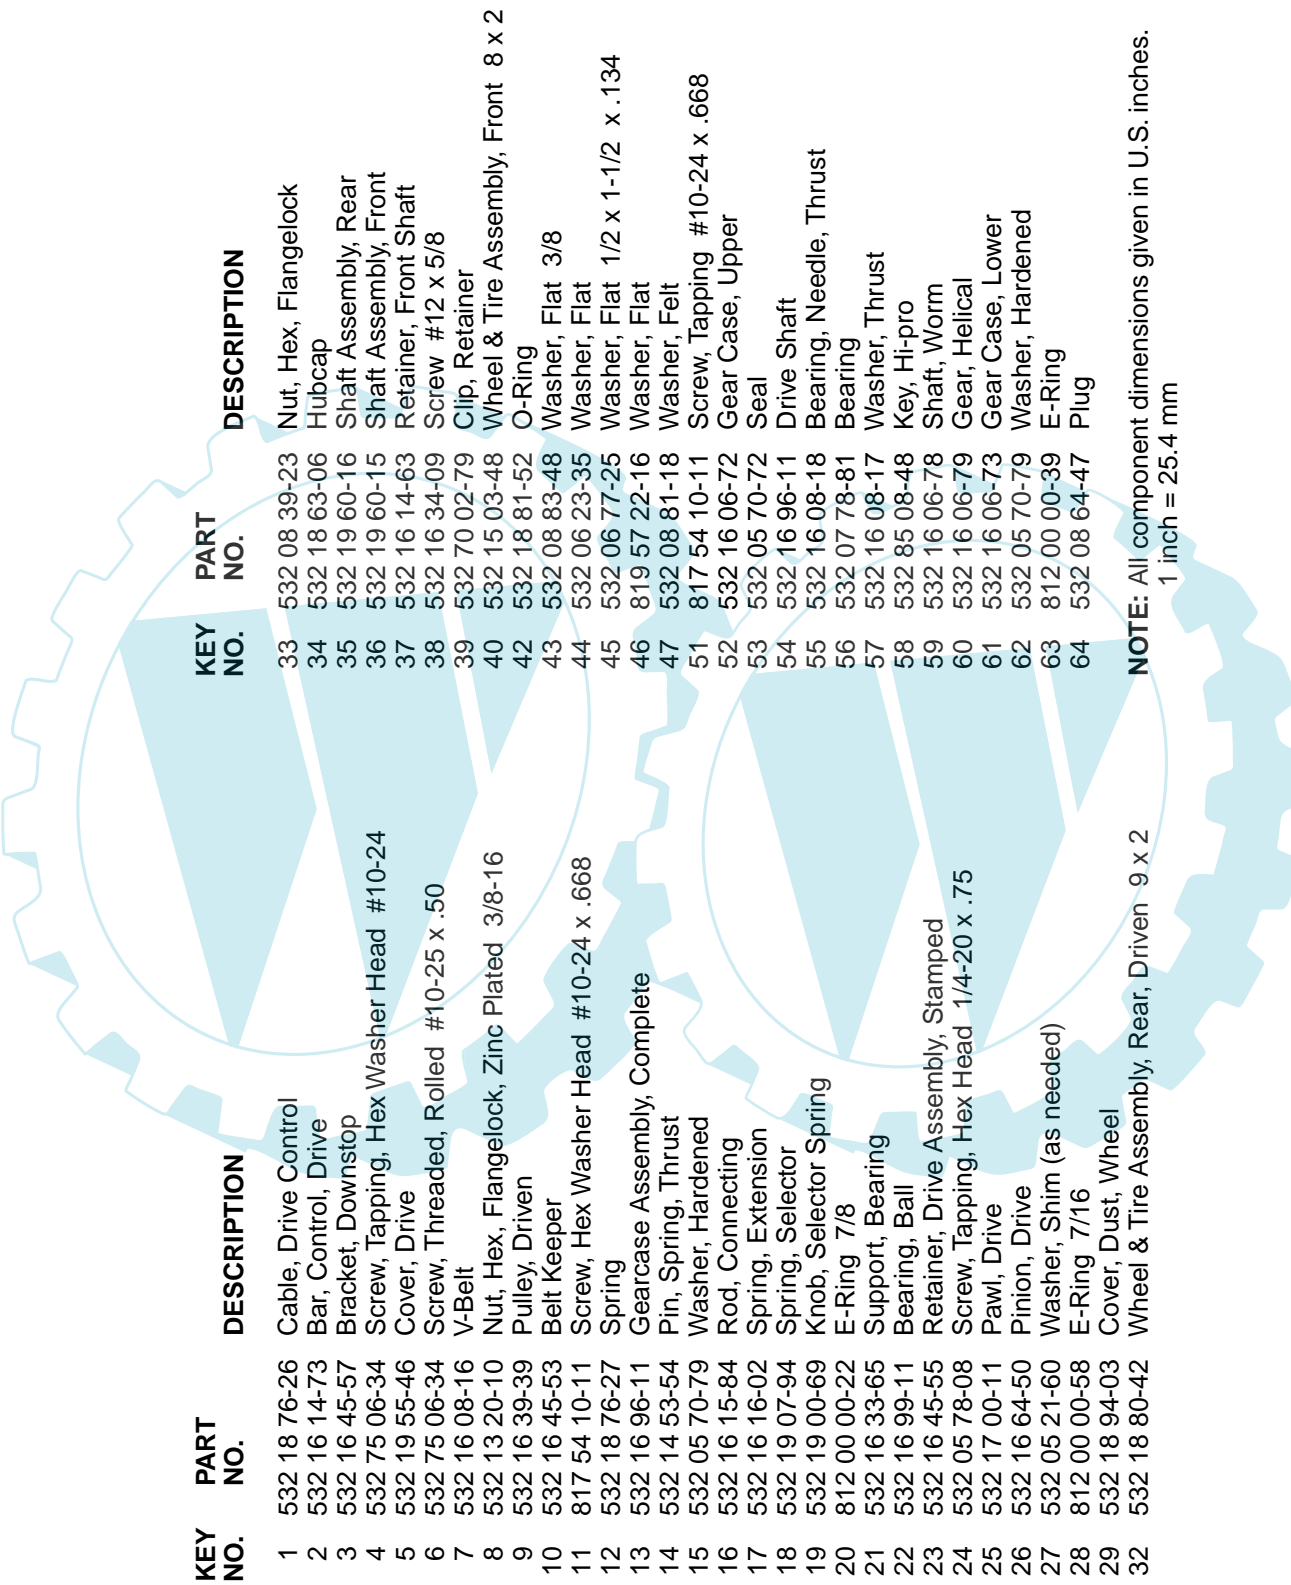 KEY PART
NO. NO. DESCRIPTION
1 532 18 76-26 Cable, Drive Control
2 532 16 14-73 Bar, Control, Drive
3 532 16 45-57 Bracket, Downstop
4 532 75 06-34 Screw, Tapping, Hex Washer Head #10-24
5 532 19 55-46 Cover, Drive
6 532 75 06-34 Screw, Threaded, Rolled #10-25 x .50
7 532 16 08-16 V-Belt
8 532 13 20-10 Nut, Hex, Flangelock, Zinc Plated 3/8-16
9 532 16 39-39 Pulley, Driven
10 532 16 45-53 Belt Keeper
11 817 54 10-11 Screw, Hex Washer Head #10-24 x .668
12 532 18 76-27 Spring
13 532 16 96-11 Gearcase Assembly, Complete
14 532 14 53-54 Pin, Spring, Thrust
15 532 05 70-79 Washer, Hardened
16 532 16 15-84 Rod, Connecting
17 532 16 16-02 Spring, Extension
18 532 19 07-94 Spring, Selector
19 532 19 00-69 Knob, Selector Spring
20 812 00 00-22 E-Ring 7/8
21 532 16 33-65 Support, Bearing
22 532 16 99-11 Bearing, Ball
23 532 16 45-55 Retainer, Drive Assembly, Stamped
24 532 05 78-08 Screw, Tapping, Hex Head 1/4-20 x .75
25 532 17 00-11 Pawl, Drive
26 532 16 64-50 Pinion, Drive
27 532 05 21-60 Washer, Shim (as needed)
28 812 00 00-58 E-Ring 7/16
29 532 18 94-03 Cover, Dust, Wheel
32 532 18 80-42 Wheel & Tire Assembly, Rear, Driven 9 x 2
KEY PART
NO. NO. DESCRIPTION
33 532 08 39-23 Nut, Hex, Flangelock
34 532 18 63-06 Hubcap
35 532 19 60-16 Shaft Assembly, Rear
36 532 19 60-15 Shaft Assembly, Front
37 532 16 14-63 Retainer, Front Shaft
38 532 16 34-09 Screw #12 x 5/8
39 532 70 02-79 Clip, Retainer
40 532 15 03-48 Wheel & Tire Assembly, Front 8 x 2
42 532 18 81-52 O-Ring
43 532 08 83-48 Washer, Flat 3/8
44 532 06 23-35 Washer, Flat
45 532 06 77-25 Washer, Flat 1/2 x 1-1/2 x .134
46 819 57 22-16 Washer, Flat
47 532 08 81-18 Washer, Felt
51 817 54 10-11 Screw, Tapping #10-24 x .668
52 532 16 06-72 Gear Case, Upper
53 532 05 70-72 Seal
54 532 16 96-11 Drive Shaft
55 532 16 08-18 Bearing, Needle, Thrust
56 532 07 78-81 Bearing
57 532 16 08-17 Washer, Thrust
58 532 85 08-48 Key, Hi-pro
59 532 16 06-78 Shaft, Worm
60 532 16 06-79 Gear, Helical
61 532 16 06-73 Gear Case, Lower
62 532 05 70-79 Washer, Hardened
63 812 00 00-39 E-Ring
64 532 08 64-47 Plug
NOTE: All component dimensions given in U.S. inches.
1 inch = 25.4 mm